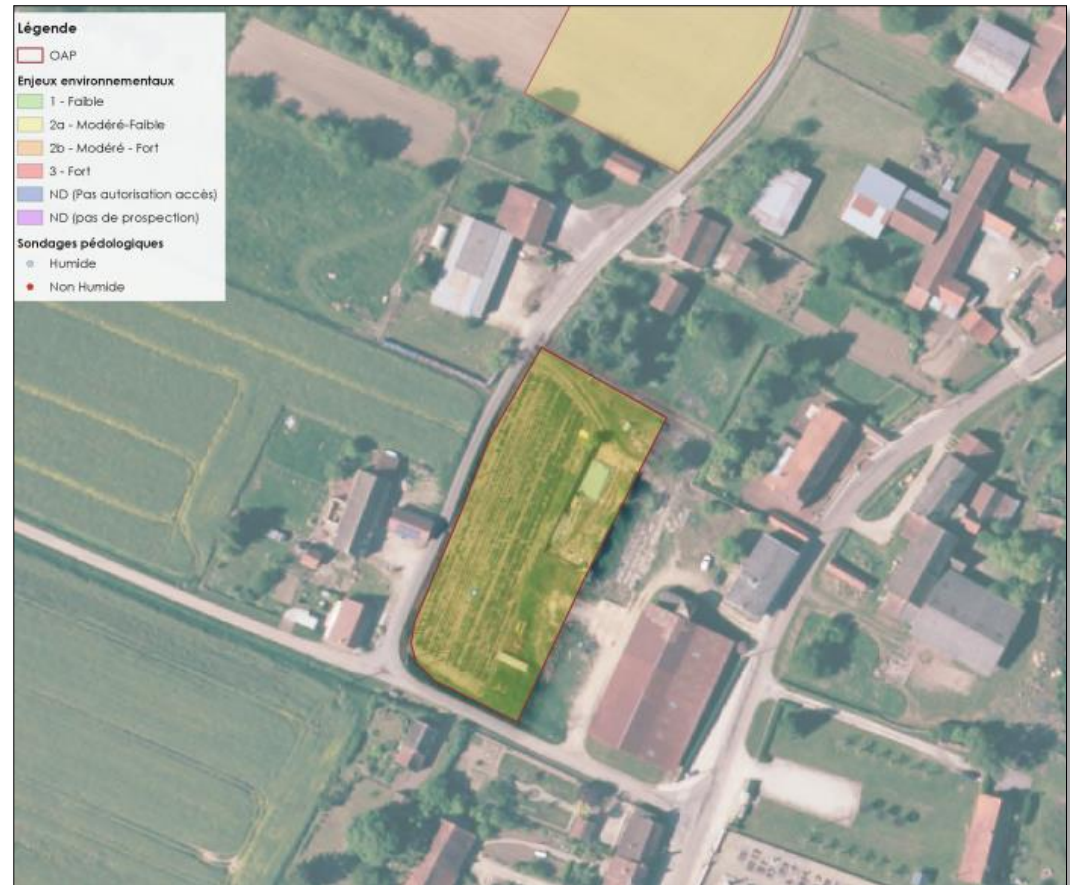 Légende
OAP
Enjeux environnementaux
1 - Faible
2a - Modéré-Faible
2b - Modéré - Fort
3 - Fort
ND (Pas autorisation accès)
ND (pas de prospection)
Sondages pédologiques
Humide
Non Humide